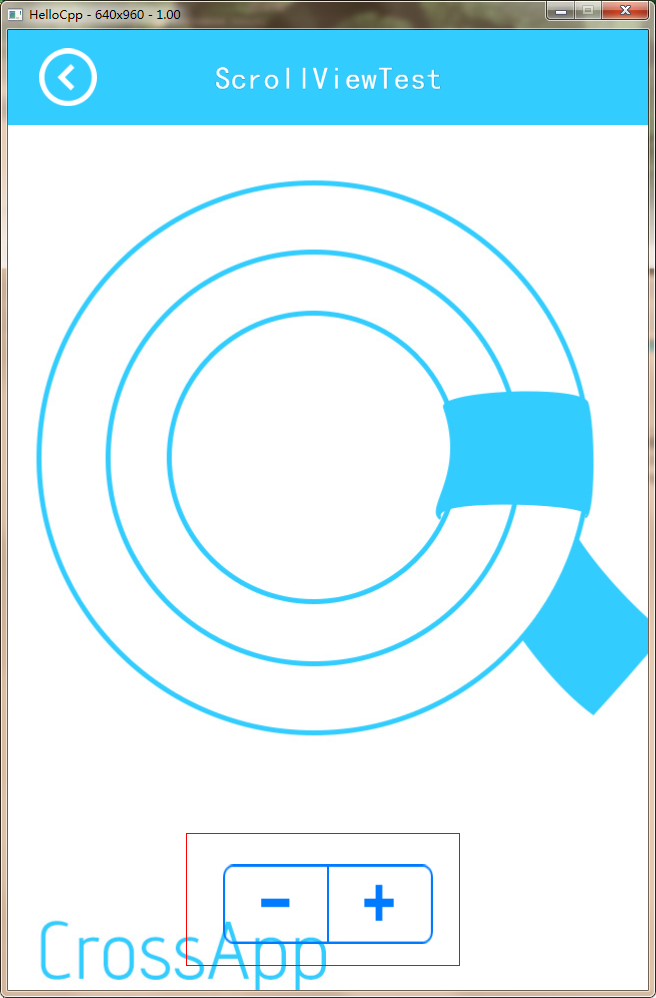 HelloCpp - 640x960 - 1.00
ScrollViewTest
CrossApp